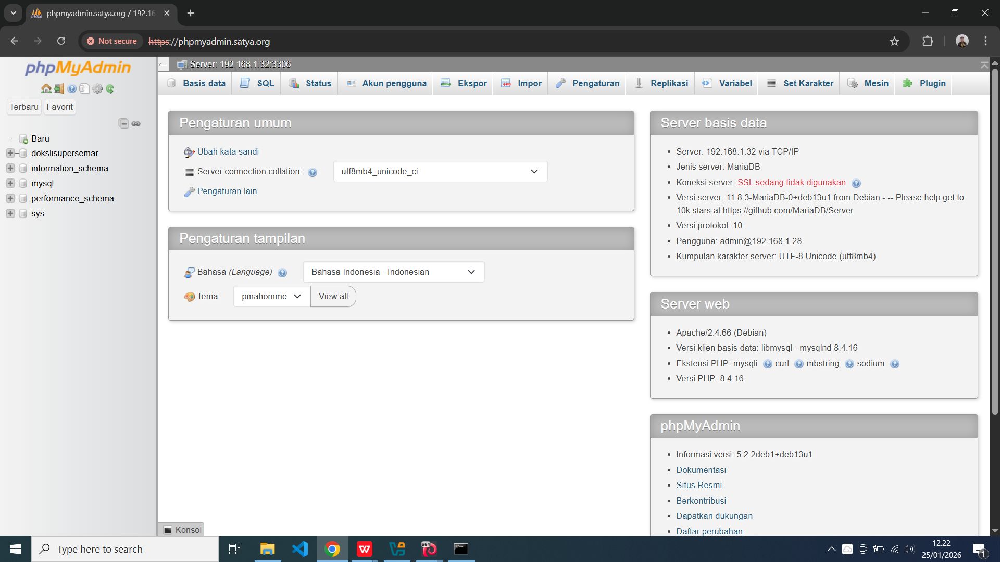 phpmyadmin.satya.org / 192.16
Not secure
https://phpmyadmin.satya.org
phpMyAdmin
Terbaru
Favorit
Baru
dokslisupersemar
information_schema
mysql
performance_schema
sys
Server: 192.168.1.32:3306
Basis data
SQL
Status
Akun pengguna
Ekspor
Impor
Pengaturan
Replikasi
Variabel
Set Karakter
Mesin
Plugin
Pengaturan umum
Ubah kata sandi
Server connection collation:
utf8mb4_unicode_ci
Pengaturan lain
Pengaturan tampilan
Bahasa (Language)
Bahasa Indonesia - Indonesian
Tema
pmahomme
View all
Server basis data
Server: 192.168.1.32 via TCP/IP
Jenis server: MariaDB
Koneksi server: SSL sedang tidak digunakan
Versi server: 11.8.3-MariaDB-0+deb13u1 from Debian - -- Please help get to
10k stars at https://github.com/MariaDB/Server
Versi protokol: 10
Pengguna: admin@192.168.1.28
Kumpulan karakter server: UTF-8 Unicode (utf8mb4)
Server web
Apache/2.4.66 (Debian)
Versi klien basis data: libmysql - mysqlnd 8.4.16
Ekstensi PHP: mysqli curl mbstring sodium
Versi PHP: 8.4.16
phpMyAdmin
Informasi versi: 5.2.2deb1+deb13u1
Dokumentasi
Situs Resmi
Berkontribusi
Dapatkan dukungan
Daftar perubahan
Konsol
Type here to search
x64
12.22
25/01/2026
1